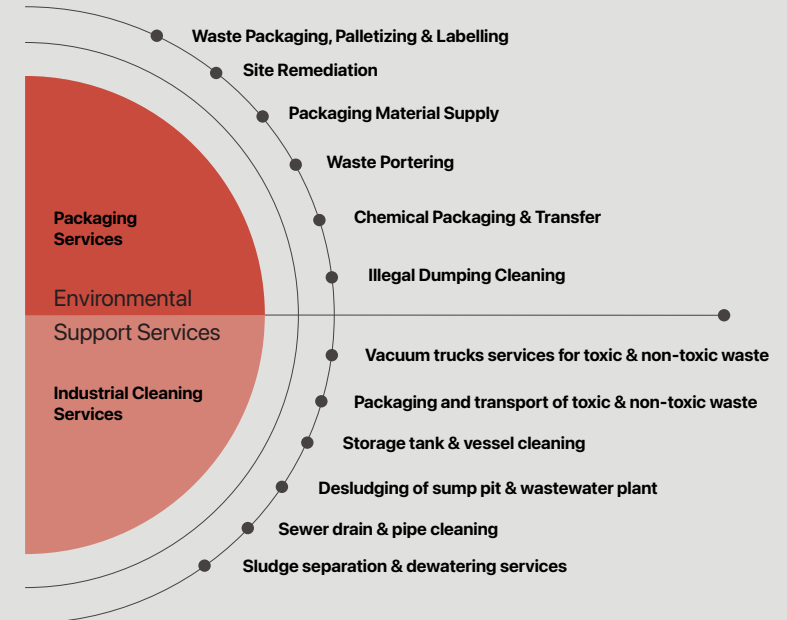 Waste Packaging, Palletizing & Labelling
Site Remediation
Packaging Material Supply
Waste Portering
Chemical Packaging & Transfer
Illegal Dumping Cleaning
Packaging
Services
Environmental
Support Services
Industrial Cleaning
Services
Vacuum trucks services for toxic & non-toxic waste
Packaging and transport of toxic & non-toxic waste
Storage tank & vessel cleaning
Desludging of sump pit & wastewater plant
Sewer drain & pipe cleaning
Sludge separation & dewatering services